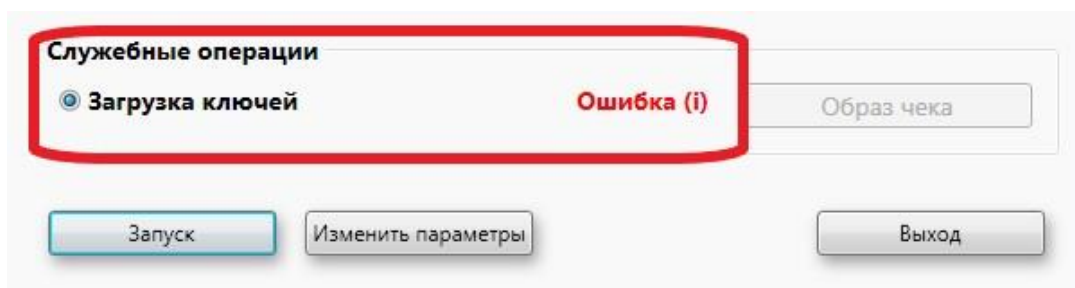 Служебные операции
Загрузка ключей Ошибка (i) Образ чека
Запуск Изменить параметры Выход